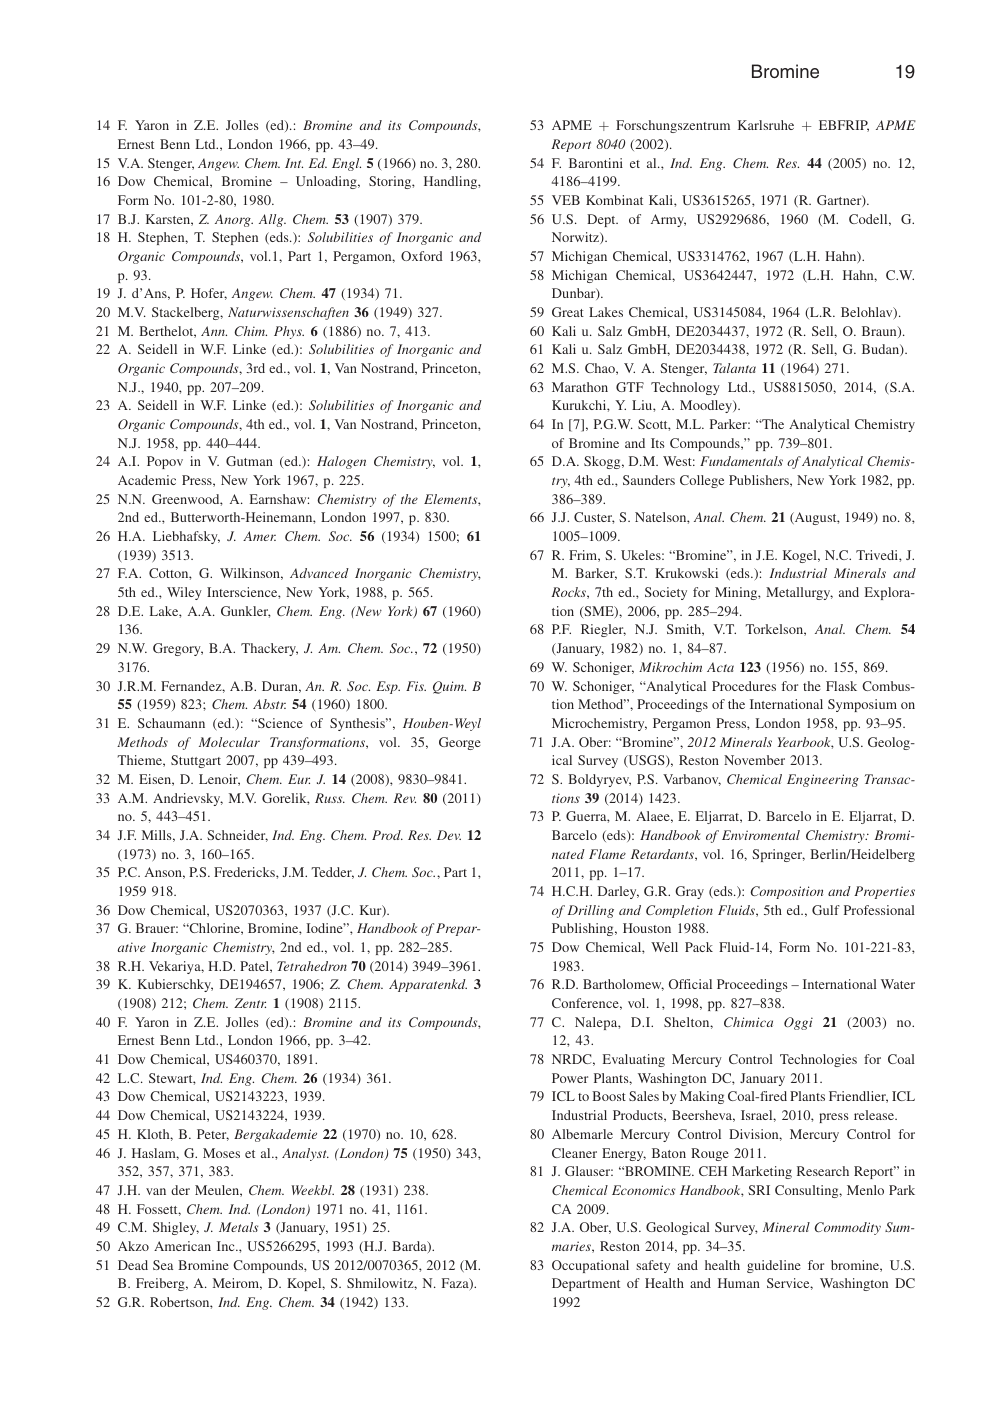 Bromine 19
14 F. Yaron in Z.E. Jolles (ed).: Bromine and its Compounds,
Ernest Benn Ltd., London 1966, pp. 43–49.
15 V.A. Stenger, Angew. Chem. Int. Ed. Engl. 5 (1966) no. 3, 280.
16 Dow Chemical, Bromine – Unloading, Storing, Handling,
Form No. 101-2-80, 1980.
17 B.J. Karsten, Z. Anorg. Allg. Chem. 53 (1907) 379.
18 H. Stephen, T. Stephen (eds.): Solubilities of Inorganic and
Organic Compounds, vol.1, Part 1, Pergamon, Oxford 1963,
p. 93.
19 J. d'Ans, P. Hofer, Angew. Chem. 47 (1934) 71.
20 M.V. Stackelberg, Naturwissenschaften 36 (1949) 327.
21 M. Berthelot, Ann. Chim. Phys. 6 (1886) no. 7, 413.
22 A. Seidell in W.F. Linke (ed.): Solubilities of Inorganic and
Organic Compounds, 3rd ed., vol. 1, Van Nostrand, Princeton,
N.J., 1940, pp. 207–209.
23 A. Seidell in W.F. Linke (ed.): Solubilities of Inorganic and
Organic Compounds, 4th ed., vol. 1, Van Nostrand, Princeton,
N.J. 1958, pp. 440–444.
24 A.I. Popov in V. Gutman (ed.): Halogen Chemistry, vol. 1,
Academic Press, New York 1967, p. 225.
25 N.N. Greenwood, A. Earnshaw: Chemistry of the Elements,
2nd ed., Butterworth-Heinemann, London 1997, p. 830.
26 H.A. Liebhafsky, J. Amer. Chem. Soc. 56 (1934) 1500; 61
(1939) 3513.
27 F.A. Cotton, G. Wilkinson, Advanced Inorganic Chemistry,
5th ed., Wiley Interscience, New York, 1988, p. 565.
28 D.E. Lake, A.A. Gunkler, Chem. Eng. (New York) 67 (1960)
136.
29 N.W. Gregory, B.A. Thackery, J. Am. Chem. Soc., 72 (1950)
3176.
30 J.R.M. Fernandez, A.B. Duran, An. R. Soc. Esp. Fis. Quim. B
55 (1959) 823; Chem. Abstr. 54 (1960) 1800.
31 E. Schaumann (ed.): “Science of Synthesis”, Houben-Weyl
Methods of Molecular Transformations, vol. 35, George
Thieme, Stuttgart 2007, pp 439–493.
32 M. Eisen, D. Lenoir, Chem. Eur. J. 14 (2008), 9830–9841.
33 A.M. Andrievsky, M.V. Gorelik, Russ. Chem. Rev. 80 (2011)
no. 5, 443–451.
34 J.F. Mills, J.A. Schneider, Ind. Eng. Chem. Prod. Res. Dev. 12
(1973) no. 3, 160–165.
35 P.C. Anson, P.S. Fredericks, J.M. Tedder, J. Chem. Soc., Part 1,
1959 918.
36 Dow Chemical, US2070363, 1937 (J.C. Kur).
37 G. Brauer: “Chlorine, Bromine, Iodine”, Handbook of Prepar-
ative Inorganic Chemistry, 2nd ed., vol. 1, pp. 282–285.
38 R.H. Vekariya, H.D. Patel, Tetrahedron 70 (2014) 3949–3961.
39 K. Kubierschky, DE194657, 1906; Z. Chem. Apparatenkd. 3
(1908) 212; Chem. Zentr. 1 (1908) 2115.
40 F. Yaron in Z.E. Jolles (ed).: Bromine and its Compounds,
Ernest Benn Ltd., London 1966, pp. 3–42.
41 Dow Chemical, US460370, 1891.
42 L.C. Stewart, Ind. Eng. Chem. 26 (1934) 361.
43 Dow Chemical, US2143223, 1939.
44 Dow Chemical, US2143224, 1939.
45 H. Kloth, B. Peter, Bergakademie 22 (1970) no. 10, 628.
46 J. Haslam, G. Moses et al., Analyst. (London) 75 (1950) 343,
352, 357, 371, 383.
47 J.H. van der Meulen, Chem. Weekbl. 28 (1931) 238.
48 H. Fossett, Chem. Ind. (London) 1971 no. 41, 1161.
49 C.M. Shigley, J. Metals 3 (January, 1951) 25.
50 Akzo American Inc., US5266295, 1993 (H.J. Barda).
51 Dead Sea Bromine Compounds, US 2012/0070365, 2012 (M.
B. Freiberg, A. Meirom, D. Kopel, S. Shmilowitz, N. Faza).
52 G.R. Robertson, Ind. Eng. Chem. 34 (1942) 133.
53 APME + Forschungszentrum Karlsruhe + EBFRIP, APME
Report 8040 (2002).
54 F. Barontini et al., Ind. Eng. Chem. Res. 44 (2005) no. 12,
4186–4199.
55 VEB Kombinat Kali, US3615265, 1971 (R. Gartner).
56 U.S. Dept. of Army, US2929686, 1960 (M. Codell, G.
Norwitz).
57 Michigan Chemical, US3314762, 1967 (L.H. Hahn).
58 Michigan Chemical, US3642447, 1972 (L.H. Hahn, C.W.
Dunbar).
59 Great Lakes Chemical, US3145084, 1964 (L.R. Belohlav).
60 Kali u. Salz GmbH, DE2034437, 1972 (R. Sell, O. Braun).
61 Kali u. Salz GmbH, DE2034438, 1972 (R. Sell, G. Budan).
62 M.S. Chao, V. A. Stenger, Talanta 11 (1964) 271.
63 Marathon GTF Technology Ltd., US8815050, 2014, (S.A.
Kurukchi, Y. Liu, A. Moodley).
64 In [7], P.G.W. Scott, M.L. Parker: “The Analytical Chemistry
of Bromine and Its Compounds,” pp. 739–801.
65 D.A. Skogg, D.M. West: Fundamentals of Analytical Chemis-
try, 4th ed., Saunders College Publishers, New York 1982, pp.
386–389.
66 J.J. Custer, S. Natelson, Anal. Chem. 21 (August, 1949) no. 8,
1005–1009.
67 R. Frim, S. Ukeles: “Bromine”, in J.E. Kogel, N.C. Trivedi, J.
M. Barker, S.T. Krukowski (eds.): Industrial Minerals and
Rocks, 7th ed., Society for Mining, Metallurgy, and Explora-
tion (SME), 2006, pp. 285–294.
68 P.F. Riegler, N.J. Smith, V.T. Torkelson, Anal. Chem. 54
(January, 1982) no. 1, 84–87.
69 W. Schoniger, Mikrochim Acta 123 (1956) no. 155, 869.
70 W. Schoniger, “Analytical Procedures for the Flask Combus-
tion Method”, Proceedings of the International Symposium on
Microchemistry, Pergamon Press, London 1958, pp. 93–95.
71 J.A. Ober: “Bromine”, 2012 Minerals Yearbook, U.S. Geolog-
ical Survey (USGS), Reston November 2013.
72 S. Boldyryev, P.S. Varbanov, Chemical Engineering Transac-
tions 39 (2014) 1423.
73 P. Guerra, M. Alaee, E. Eljarrat, D. Barcelo in E. Eljarrat, D.
Barcelo (eds): Handbook of Enviromental Chemistry: Bromi-
nated Flame Retardants, vol. 16, Springer, Berlin/Heidelberg
2011, pp. 1–17.
74 H.C.H. Darley, G.R. Gray (eds.): Composition and Properties
of Drilling and Completion Fluids, 5th ed., Gulf Professional
Publishing, Houston 1988.
75 Dow Chemical, Well Pack Fluid-14, Form No. 101-221-83,
1983.
76 R.D. Bartholomew, Official Proceedings – International Water
Conference, vol. 1, 1998, pp. 827–838.
77 C. Nalepa, D.I. Shelton, Chimica Oggi 21 (2003) no.
12, 43.
78 NRDC, Evaluating Mercury Control Technologies for Coal
Power Plants, Washington DC, January 2011.
79 ICL to Boost Sales by Making Coal-fired Plants Friendlier, ICL
Industrial Products, Beersheva, Israel, 2010, press release.
80 Albemarle Mercury Control Division, Mercury Control for
Cleaner Energy, Baton Rouge 2011.
81 J. Glauser: “BROMINE. CEH Marketing Research Report” in
Chemical Economics Handbook, SRI Consulting, Menlo Park
CA 2009.
82 J.A. Ober, U.S. Geological Survey, Mineral Commodity Sum-
maries, Reston 2014, pp. 34–35.
83 Occupational safety and health guideline for bromine, U.S.
Department of Health and Human Service, Washington DC
1992